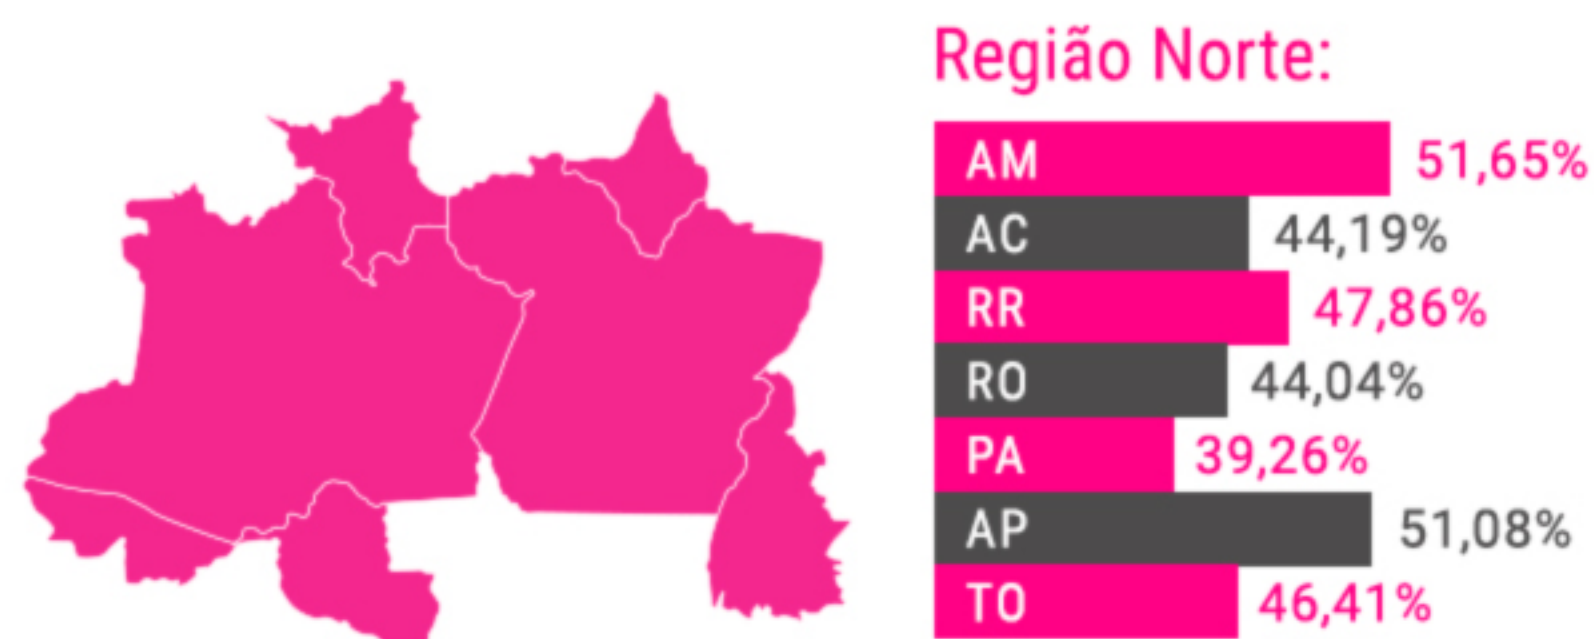 Região Norte:
AM 51,65%
AC 44,19%
RR 47,86%
RO 44,04%
PA 39,26%
AP 51,08%
TO 46,41%